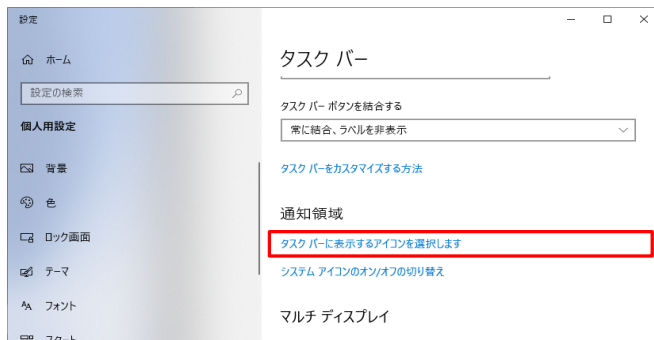 設定
ホーム
設定の検索
個人用設定
背景
色
ロック画面
テーマ
フォント
スタート
タスク バー
タスク バー ボタンを結合する
常に結合、ラベルを非表示
タスク バーをカスタマイズする方法
通知領域
タスク バーに表示するアイコンを選択します
システム アイコンのオン/オフの切り替え
マルチ ディスプレイ